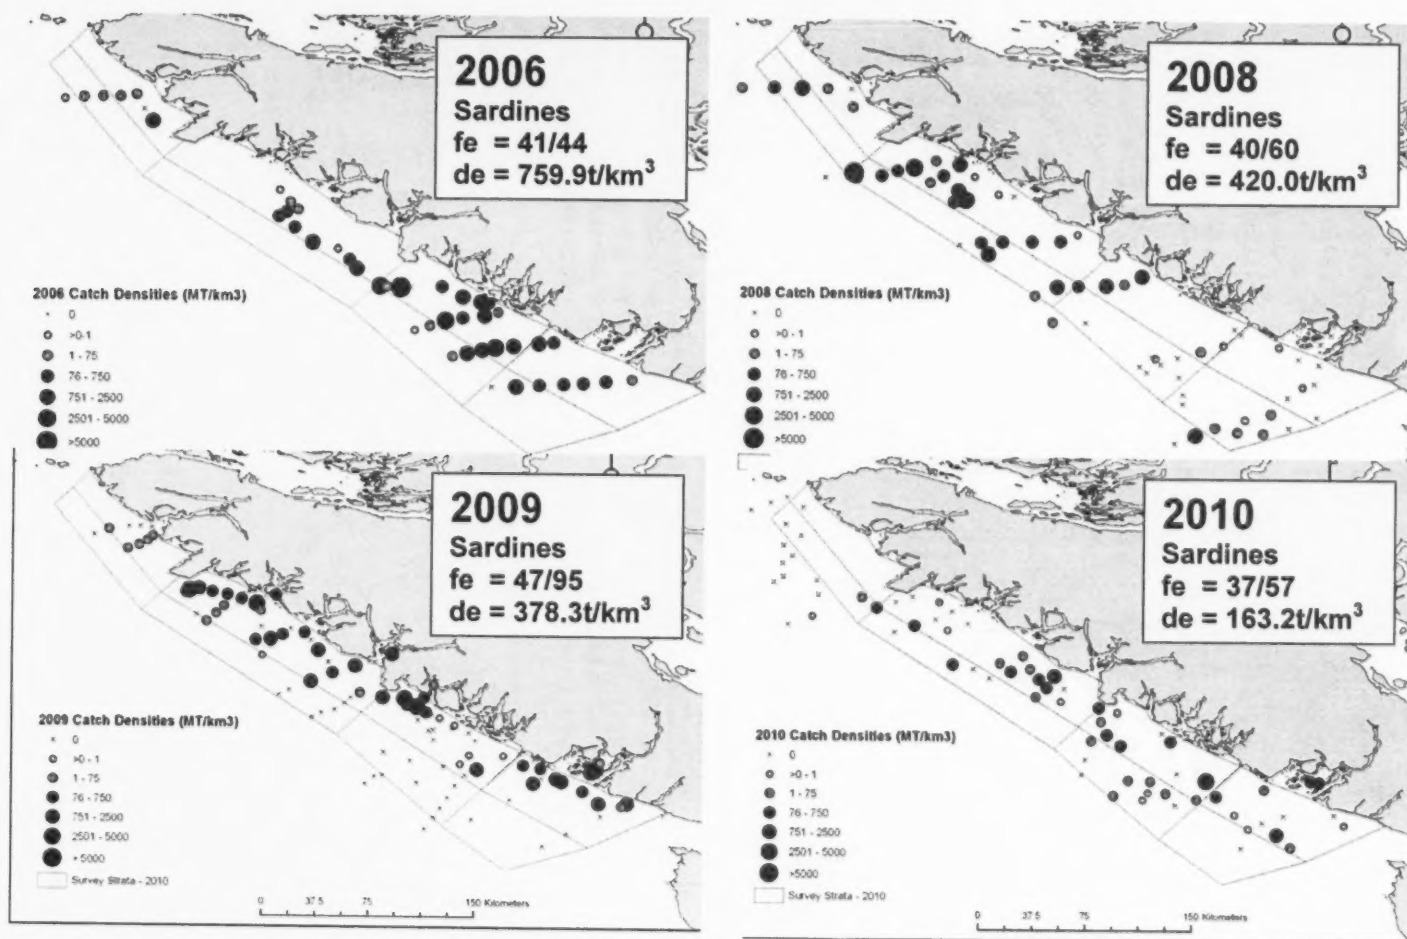 2006
Sardines
fe = 41/44
de = 759.9t/km³
2006 Catch Densities (MT/km3)
0
>0 - 1
1 - 75
76 - 750
751 - 2500
2501 - 5000
>5000
2008
Sardines
fe = 40/60
de = 420.0t/km³
2008 Catch Densities (MT/km3)
0
>0 - 1
1 - 75
76 - 750
751 - 2500
2501 - 5000
>5000
2009
Sardines
fe = 47/95
de = 378.3t/km³
2009 Catch Densities (MT/km3)
0
>0 - 1
1 - 75
76 - 750
751 - 2500
2501 - 5000
> 5000
Survey Strata - 2010
0 37.5 75 150 Kilometers
2010
Sardines
fe = 37/57
de = 163.2t/km³
2010 Catch Densities (MT/km3)
0
>0 - 1
1 - 75
76 - 750
751 - 2500
2501 - 5000
>5000
Survey Strata - 2010
0 37.5 75 150 Kilometers